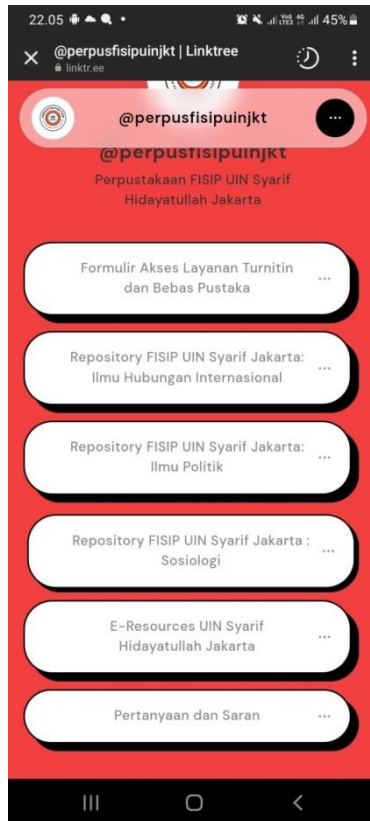 22.05 45%
@perpusfisipuinjkt | Linktree
linktr.ee
@perpusfisipuinjkt
@perpusfisipuinjkt
Perpustakaan FISIP UIN Syarif
Hidayatullah Jakarta
Formulir Akses Layanan Turnitin
dan Bebas Pustaka
Repository FISIP UIN Syarif Jakarta:
Ilmu Hubungan Internasional
Repository FISIP UIN Syarif Jakarta:
Ilmu Politik
Repository FISIP UIN Syarif Jakarta :
Sosiologi
E-Resources UIN Syarif
Hidayatullah Jakarta
Pertanyaan dan Saran